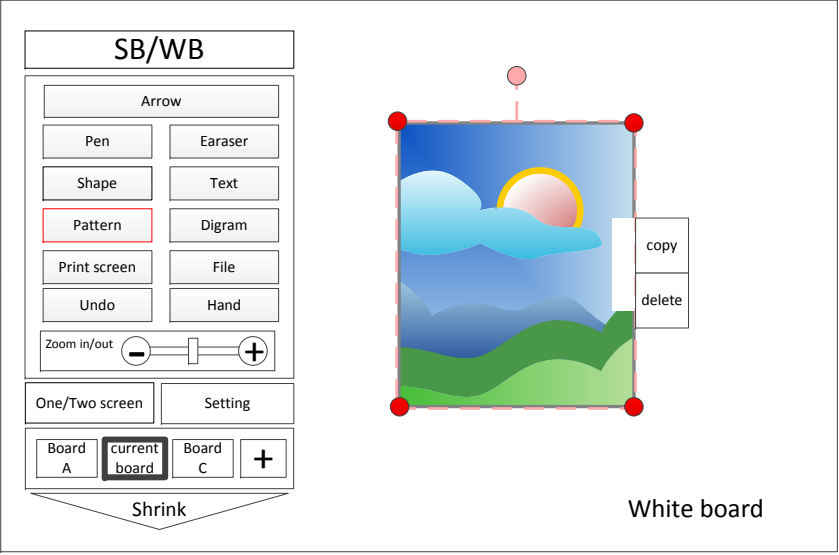 SB/WB
Arrow
Pen
Earaser
Shape
Text
Pattern
Digram
Print screen
File
Undo
Hand
Zoom in/out
One/Two screen
Setting
Board
A
current
board
Board
C
+
Shrink
copy
delete
White board